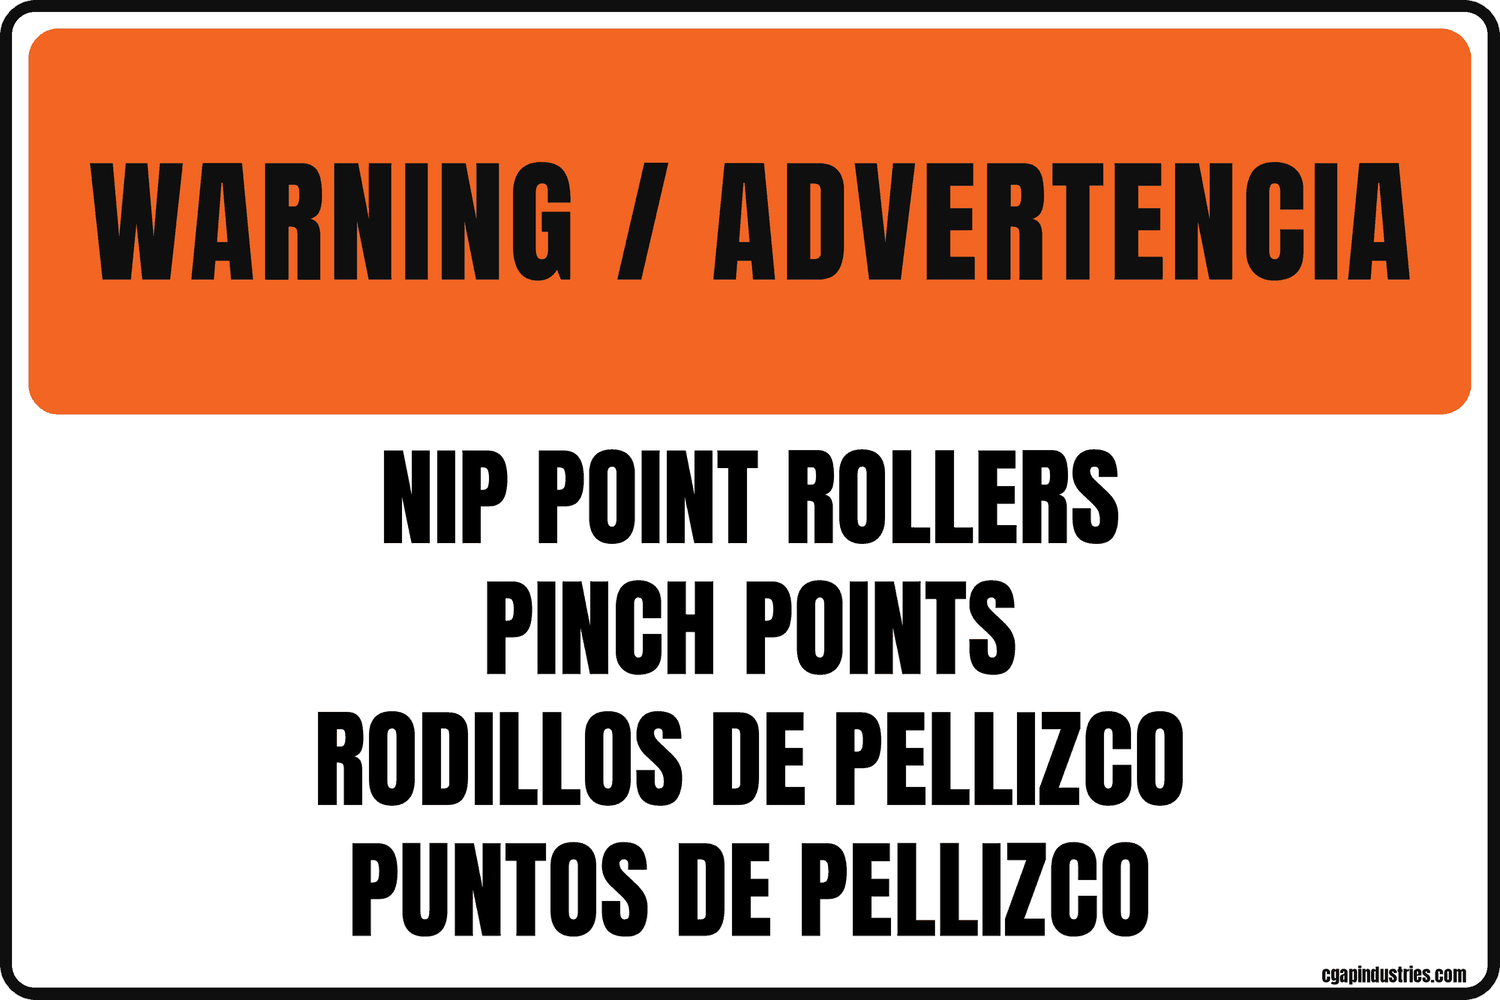 WARNING / ADVERTENCIA
NIP POINT ROLLERS
PINCH POINTS
RODILLOS DE PELLIZCO
PUNTOS DE PELLIZCO
cgapindustries.com